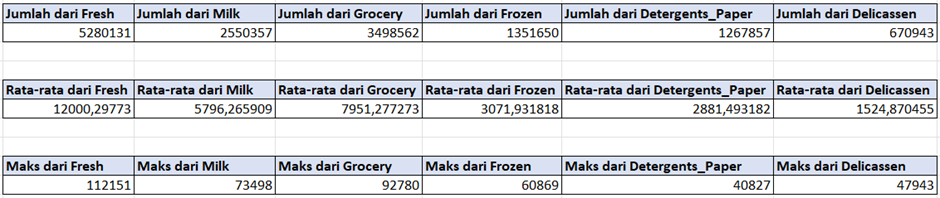 Jumlah dari Fresh Jumlah dari Milk Jumlah dari Grocery Jumlah dari Frozen Jumlah dari Detergents_Paper Jumlah dari Delicassen
5280131 2550357 3498562 1351650 1267857 670943
Rata-rata dari Fresh Rata-rata dari Milk Rata-rata dari Grocery Rata-rata dari Frozen Rata-rata dari Detergents_Paper Rata-rata dari Delicassen
12000,29773 5796,265909 7951,277273 3071,931818 2881,493182 1524,870455
Maks dari Fresh Maks dari Milk Maks dari Grocery Maks dari Frozen Maks dari Detergents_Paper Maks dari Delicassen
112151 73498 92780 60869 40827 47943